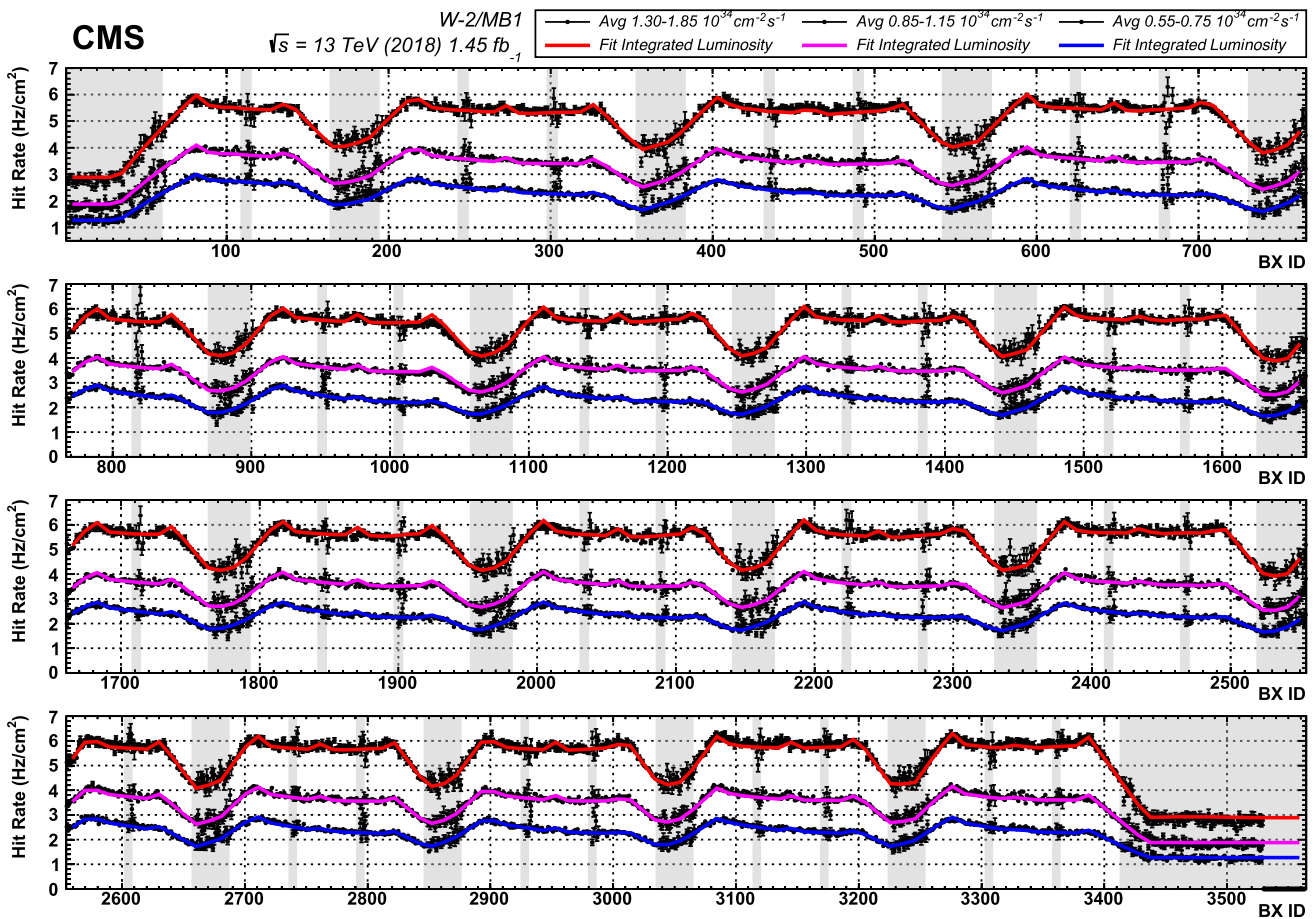 CMS
W-2/MB1
√s = 13 TeV (2018) 1.45 fb-1
Avg 1.30-1.85 10^34 cm^-2 s^-1 Avg 0.85-1.15 10^34 cm^-2 s^-1 Avg 0.55-0.75 10^34 cm^-2 s^-1
Fit Integrated Luminosity Fit Integrated Luminosity Fit Integrated Luminosity
Hit Rate (Hz/cm²)
7
6
5
4
3
2
1
100 200 300 400 500 600 700
BX ID
Hit Rate (Hz/cm²)
7
6
5
4
3
2
1
0
800 900 1000 1100 1200 1300 1400 1500 1600
BX ID
Hit Rate (Hz/cm²)
7
6
5
4
3
2
1
0
1700 1800 1900 2000 2100 2200 2300 2400 2500
BX ID
Hit Rate (Hz/cm²)
7
6
5
4
3
2
1
0
2600 2700 2800 2900 3000 3100 3200 3300 3400 3500
BX ID